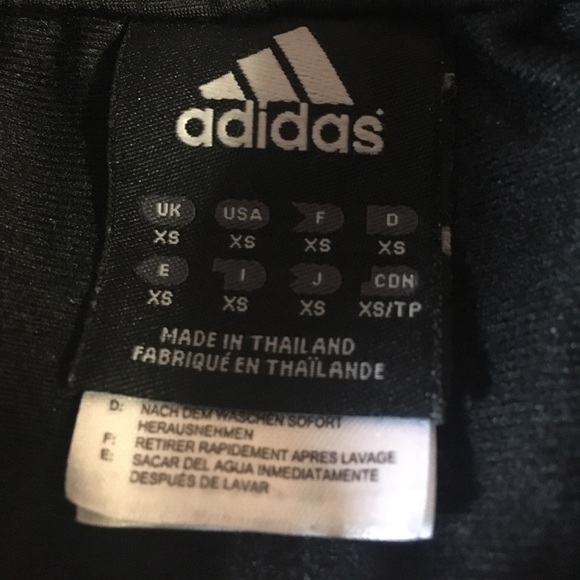 adidas
UK USA F D
XS XS XS XS
E I J CDN
XS XS XS XS/TP
MADE IN THAILAND
FABRIQUÉ EN THAÏLANDE
D: NACH DEM WASCHEN SOFORT
HERAUSNEHMEN
F: RETIRER RAPIDEMENT APRES LAVAGE
E: SACAR DEL AGUA INMEDIATAMENTE
DESPUÉS DE LAVAR